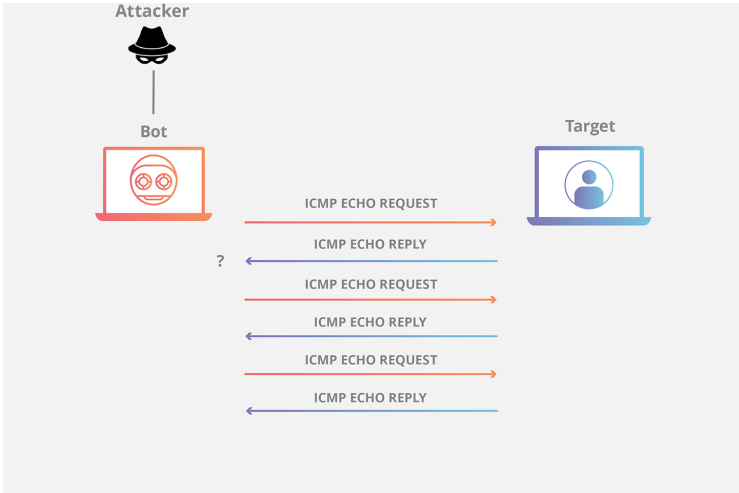 Attacker
Bot
Target
ICMP ECHO REQUEST
ICMP ECHO REPLY
?
ICMP ECHO REQUEST
ICMP ECHO REPLY
ICMP ECHO REQUEST
ICMP ECHO REPLY